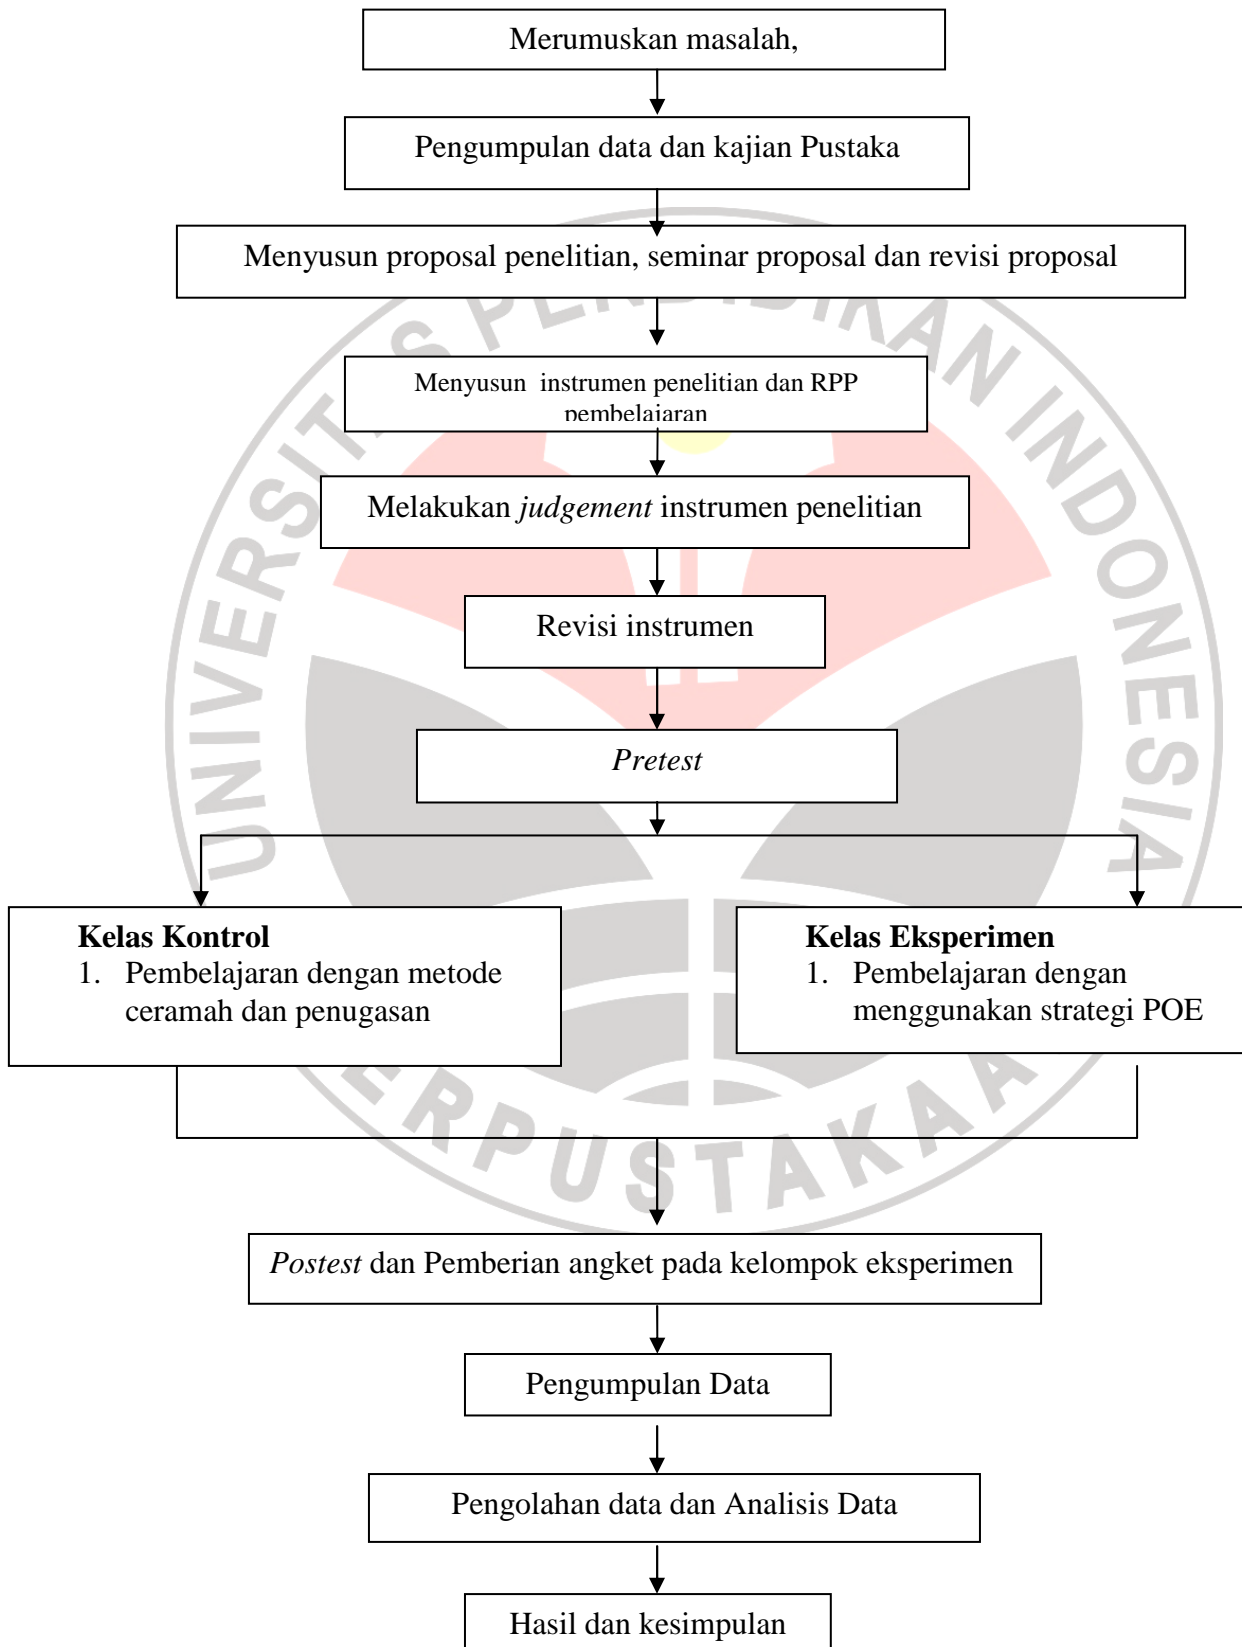 Merumuskan masalah,
Pengumpulan data dan kajian Pustaka
Menyusun proposal penelitian, seminar proposal dan revisi proposal
Menyusun instrumen penelitian dan RPP
pembelajaran
Melakukan judgement instrumen penelitian
Revisi instrumen
Pretest
Kelas Kontrol
1. Pembelajaran dengan metode
ceramah dan penugasan
Kelas Eksperimen
1. Pembelajaran dengan
menggunakan strategi POE
Postest dan Pemberian angket pada kelompok eksperimen
Pengumpulan Data
Pengolahan data dan Analisis Data
Hasil dan kesimpulan
UNIVERSITAS PENDIDIKAN INDONESIA